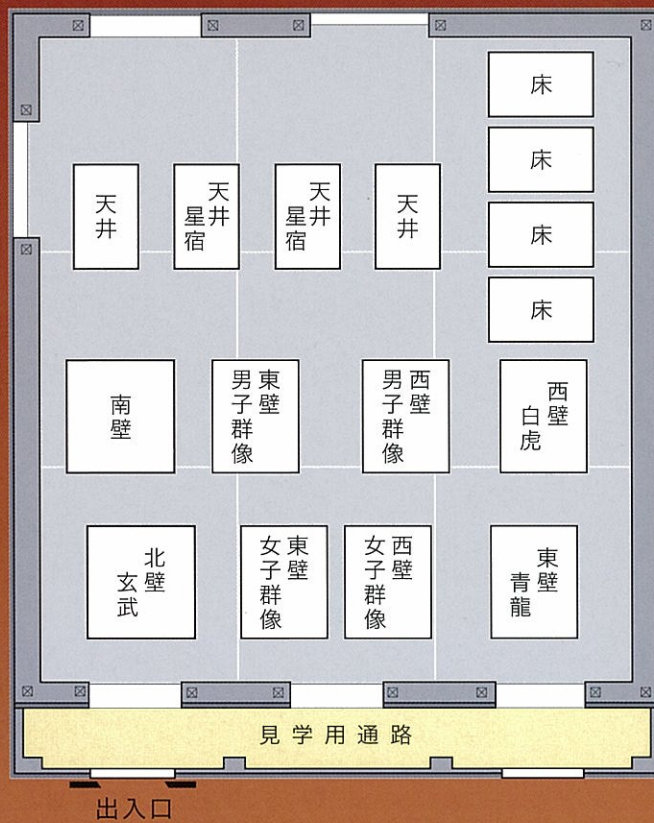 床
床
床
床
天井
天井
星宿
天井
星宿
天井
南壁
東壁
男子群像
西壁
男子群像
西壁
白虎
北壁
玄武
東壁
女子群像
西壁
女子群像
東壁
青龍
見学用通路
出入口